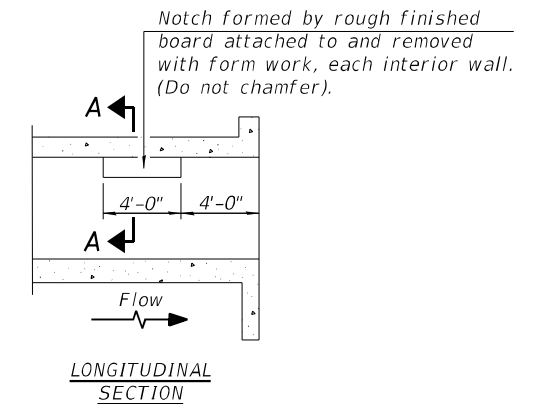 Notch formed by rough finished
board attached to and removed
with form work, each interior wall.
(Do not chamfer).
A
4'-0" 4'-0"
A
Flow
LONGITUDINAL
SECTION